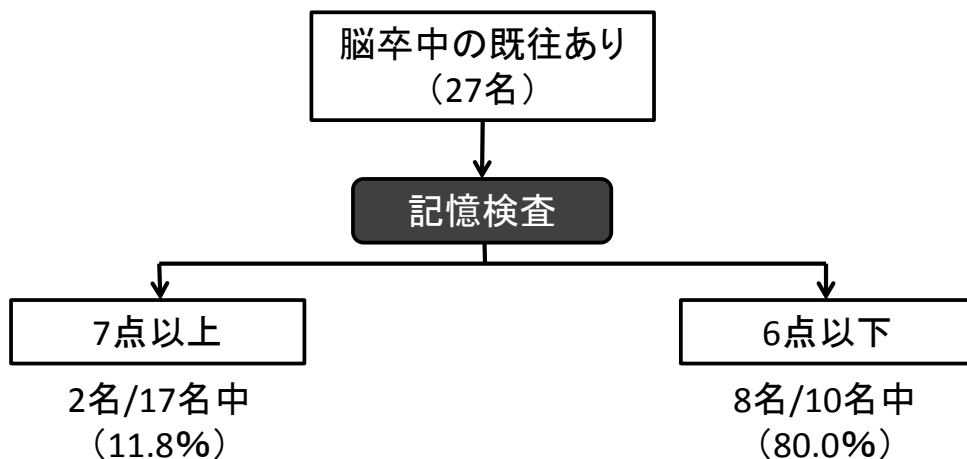 脳卒中の既往あり
（27名）
記憶検査
7点以上
6点以下
2名/17名中
（11.8%）
8名/10名中
（80.0%）